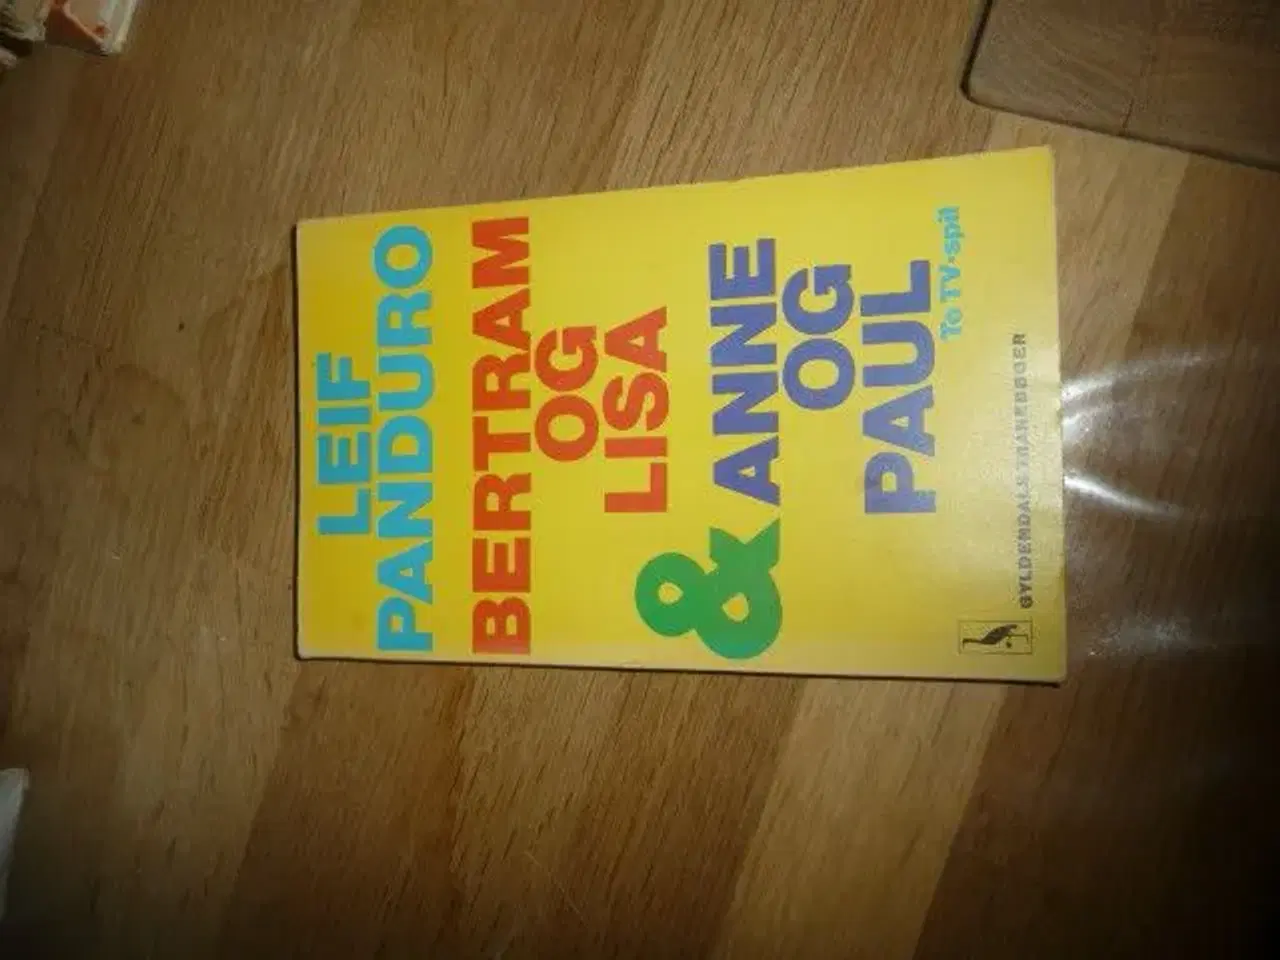 LEIF
PANDURO
BERTRAM
OG
LISA
& ANNE
OG
PAUL
To TV-spil
GYLDENDALS TRANEBØGER